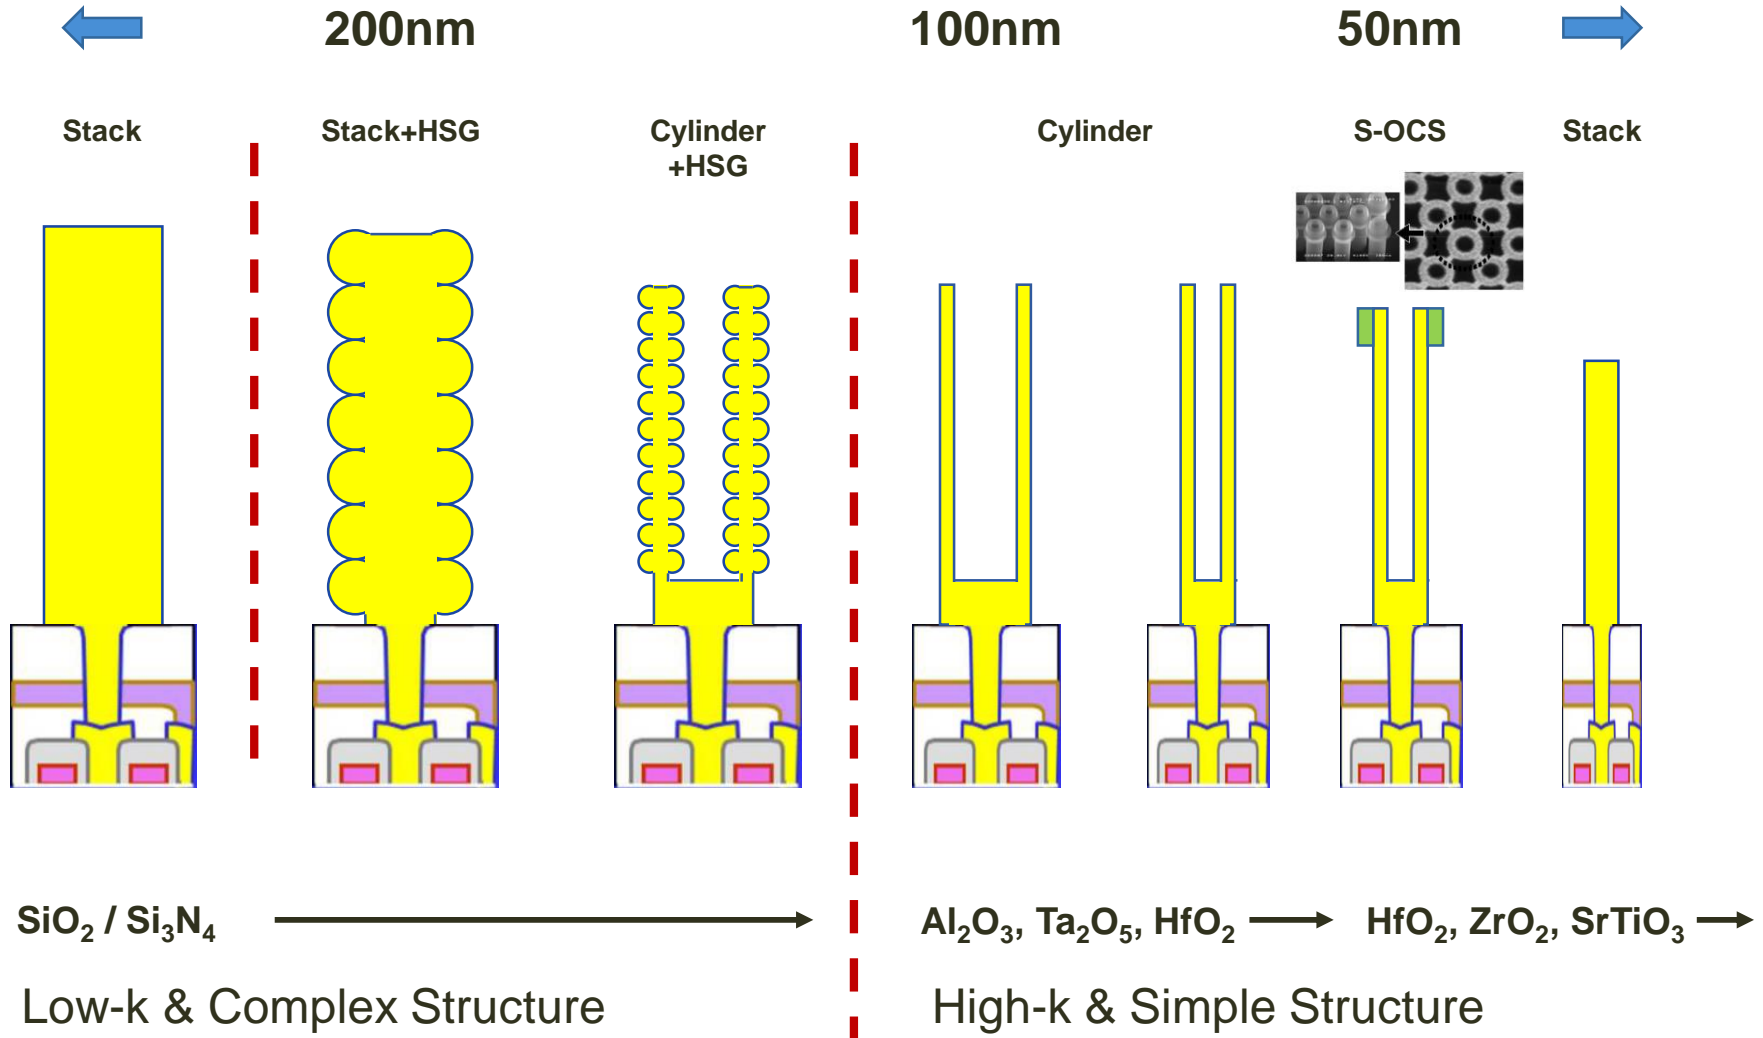 200nm 100nm 50nm
Stack Stack+HSG Cylinder Cylinder S-OCS Stack
+HSG
SiO₂ / Si₃N₄ Al₂O₃, Ta₂O₅, HfO₂ HfO₂, ZrO₂, SrTiO₃
Low-k & Complex Structure High-k & Simple Structure